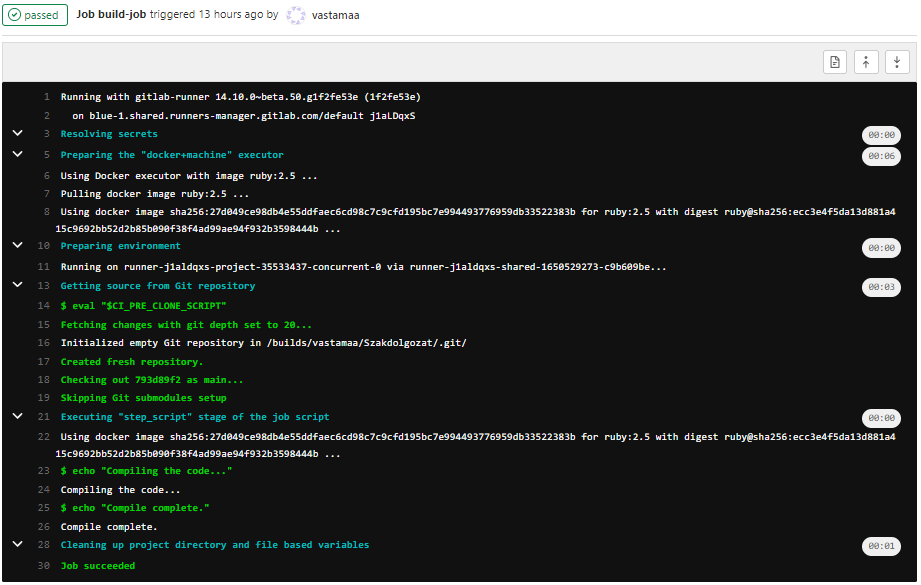 passed Job build-job triggered 13 hours ago by vastamaa
1 Running with gitlab-runner 14.10.0~beta.50.g1f2fe53e (1f2fe53e)
2 on blue-1.shared.runners-manager.gitlab.com/default j1aLDqxS
3 Resolving secrets 00:00
5 Preparing the "docker+machine" executor 00:06
6 Using Docker executor with image ruby:2.5 ...
7 Pulling docker image ruby:2.5 ...
8 Using docker image sha256:27d049ce98db4e55ddfaec6cd98c7c9cfd195bc7e994493776959db33522383b for ruby:2.5 with digest ruby@sha256:ecc3e4f5da13d881a4
15c9692bb52d2b85b090f38f4ad99ae94f932b3598444b ...
10 Preparing environment 00:00
11 Running on runner-j1aldqxs-project-35533437-concurrent-0 via runner-j1aldqxs-shared-1650529273-c9b609be...
13 Getting source from Git repository 00:03
14 $ eval "$CI_PRE_CLONE_SCRIPT"
15 Fetching changes with git depth set to 20...
16 Initialized empty Git repository in /builds/vastamaa/Szakdolgozat/.git/
17 Created fresh repository.
18 Checking out 793d89f2 as main...
19 Skipping Git submodules setup
21 Executing "step_script" stage of the job script 00:00
22 Using docker image sha256:27d049ce98db4e55ddfaec6cd98c7c9cfd195bc7e994493776959db33522383b for ruby:2.5 with digest ruby@sha256:ecc3e4f5da13d881a4
15c9692bb52d2b85b090f38f4ad99ae94f932b3598444b ...
23 $ echo "Compiling the code..."
24 Compiling the code...
25 $ echo "Compile complete."
26 Compile complete.
28 Cleaning up project directory and file based variables 00:01
30 Job succeeded